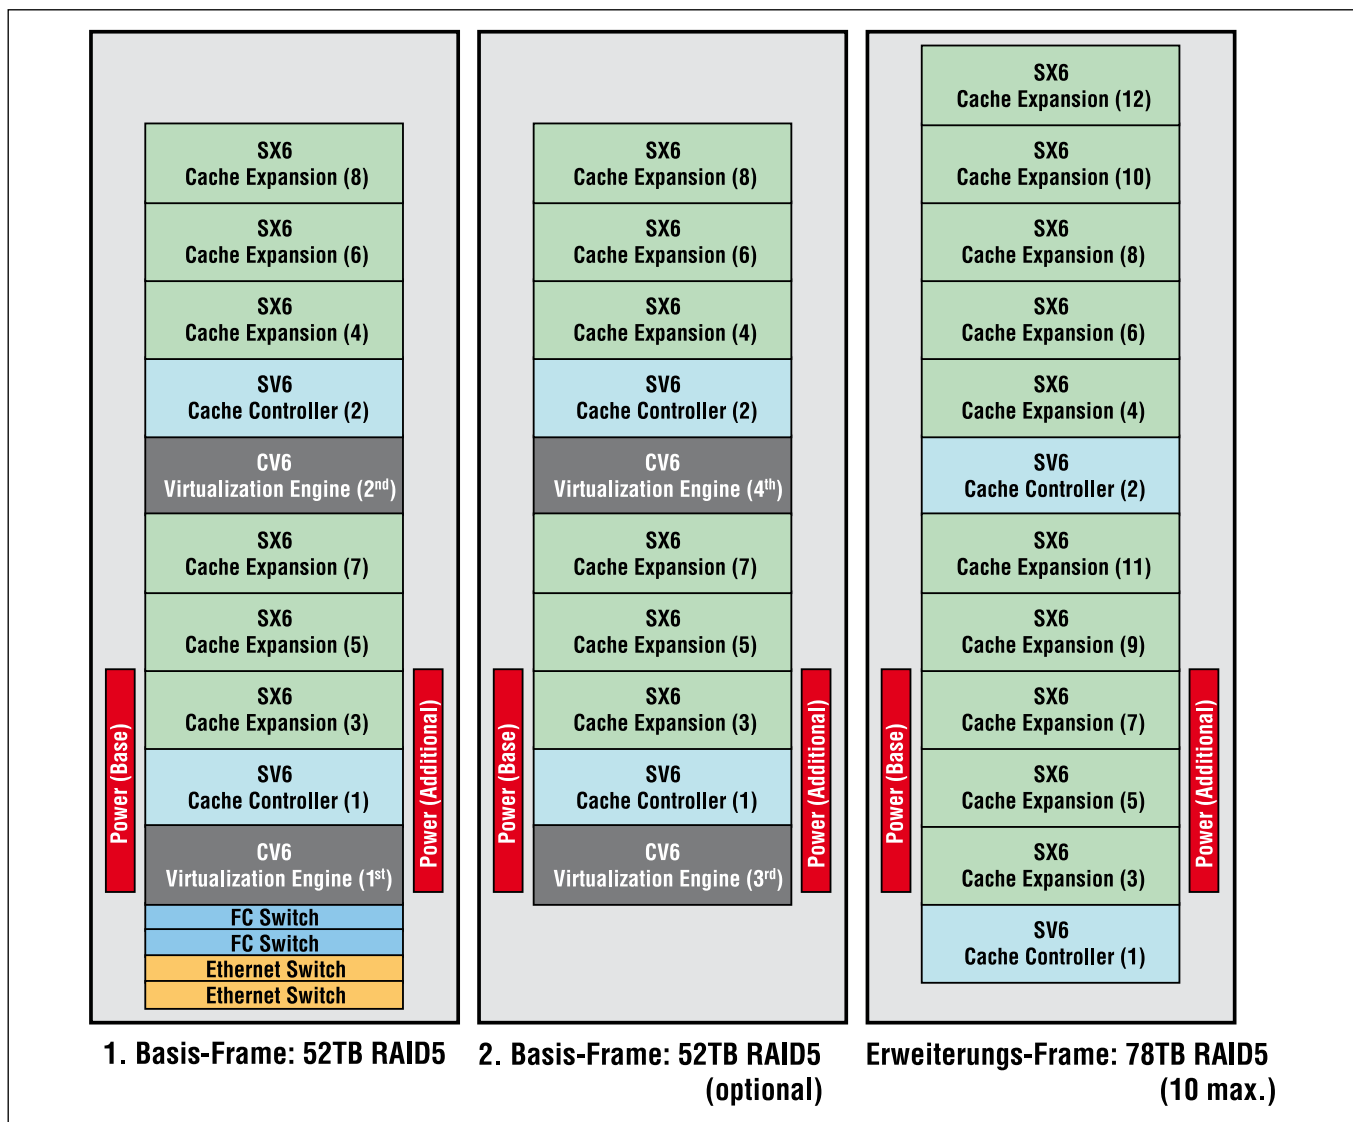 SX6
Cache Expansion (8)
SX6
Cache Expansion (6)
SX6
Cache Expansion (4)
SV6
Cache Controller (2)
CV6
Virtualization Engine (2nd)
SX6
Cache Expansion (7)
SX6
Cache Expansion (5)
SX6
Cache Expansion (3)
SV6
Cache Controller (1)
CV6
Virtualization Engine (1st)
FC Switch
FC Switch
Ethernet Switch
Ethernet Switch
Power (Base)
Power (Additional)
1. Basis-Frame: 52TB RAID5
SX6
Cache Expansion (8)
SX6
Cache Expansion (6)
SX6
Cache Expansion (4)
SV6
Cache Controller (2)
CV6
Virtualization Engine (4th)
SX6
Cache Expansion (7)
SX6
Cache Expansion (5)
SX6
Cache Expansion (3)
SV6
Cache Controller (1)
CV6
Virtualization Engine (3rd)
Power (Base)
Power (Additional)
2. Basis-Frame: 52TB RAID5
(optional)
SX6
Cache Expansion (12)
SX6
Cache Expansion (10)
SX6
Cache Expansion (8)
SX6
Cache Expansion (6)
SX6
Cache Expansion (4)
SV6
Cache Controller (2)
SX6
Cache Expansion (11)
SX6
Cache Expansion (9)
SX6
Cache Expansion (7)
SX6
Cache Expansion (5)
SX6
Cache Expansion (3)
SV6
Cache Controller (1)
Power (Base)
Power (Additional)
Erweiterungs-Frame: 78TB RAID5
(10 max.)